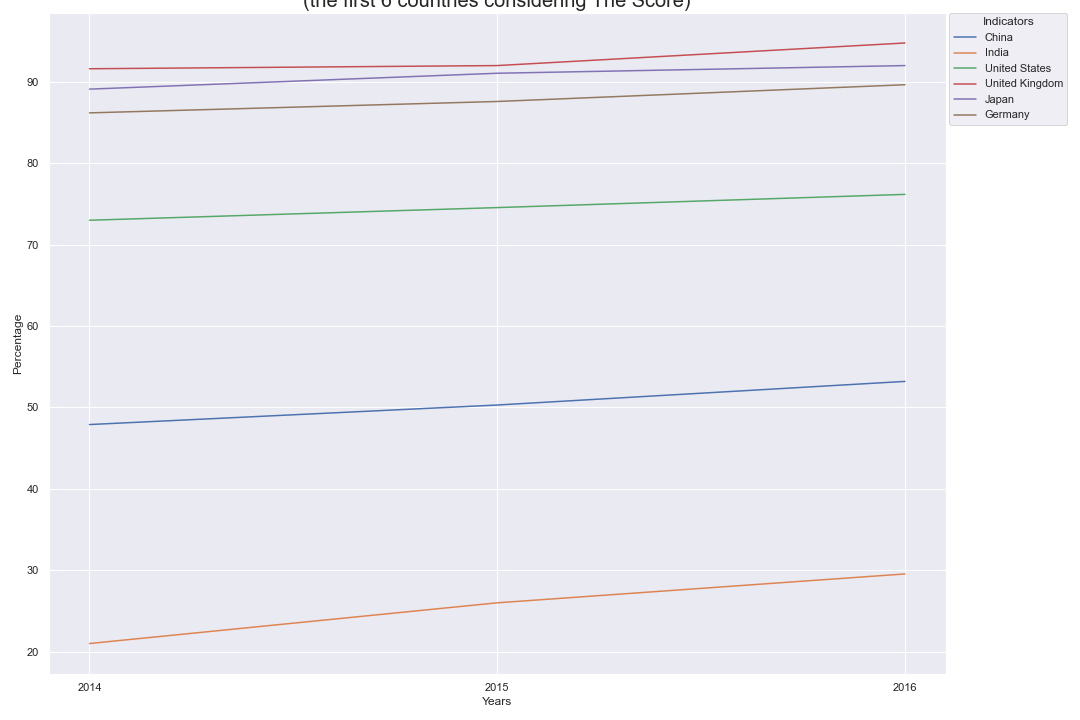 (the first 6 countries considering The Score)
Indicators
China
India
United States
United Kingdom
Japan
Germany
90
80
70
60
50
40
30
20
Percentage
2014
2015
2016
Years